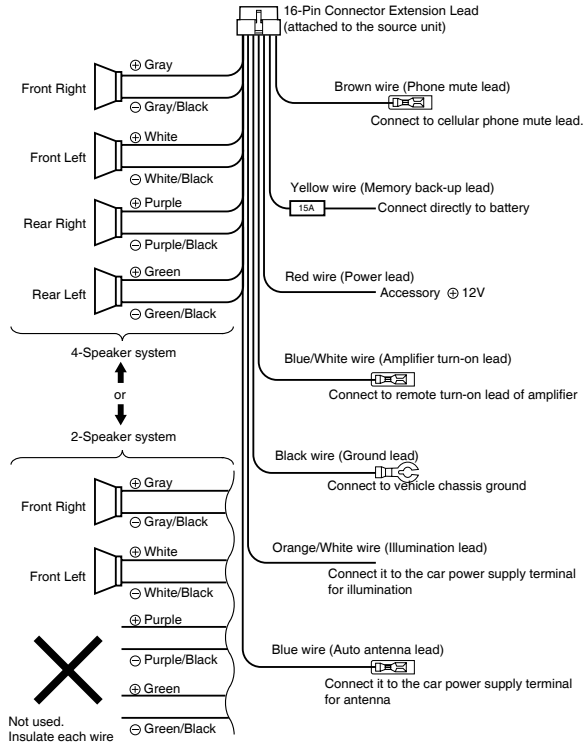 16-Pin Connector Extension Lead
(attached to the source unit)
Front Right
⊕ Gray
⊖ Gray/Black
Front Left
⊕ White
⊖ White/Black
Rear Right
⊕ Purple
⊖ Purple/Black
Rear Left
⊕ Green
⊖ Green/Black
4-Speaker system
or
2-Speaker system
Front Right
⊕ Gray
⊖ Gray/Black
Front Left
⊕ White
⊖ White/Black
⊕ Purple
⊖ Purple/Black
⊕ Green
⊖ Green/Black
Not used.
Insulate each wire
Brown wire (Phone mute lead)
Connect to cellular phone mute lead.
Yellow wire (Memory back-up lead)
15A
Connect directly to battery
Red wire (Power lead)
Accessory ⊕ 12V
Blue/White wire (Amplifier turn-on lead)
Connect to remote turn-on lead of amplifier
Black wire (Ground lead)
Connect to vehicle chassis ground
Orange/White wire (Illumination lead)
Connect it to the car power supply terminal
for illumination
Blue wire (Auto antenna lead)
Connect it to the car power supply terminal
for antenna